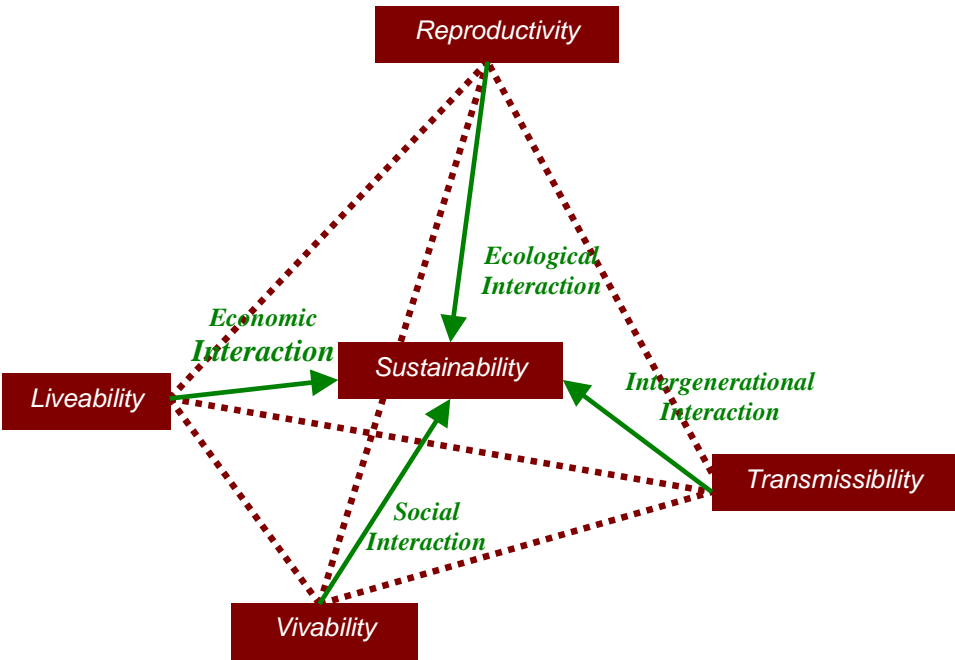 Reproductivity
Ecological
Interaction
Economic
Interaction
Sustainability
Liveability
Intergenerational
Interaction
Transmissibility
Social
Interaction
Vivability